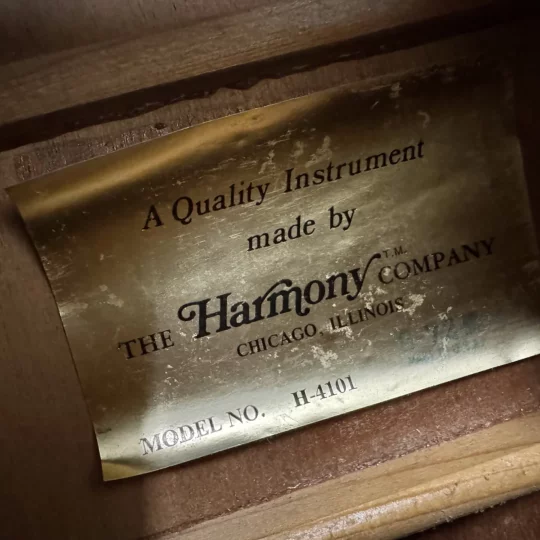 A Quality Instrument
made by
THE Harmony T.M. COMPANY
CHICAGO, ILLINOIS
MODEL NO. H-4101